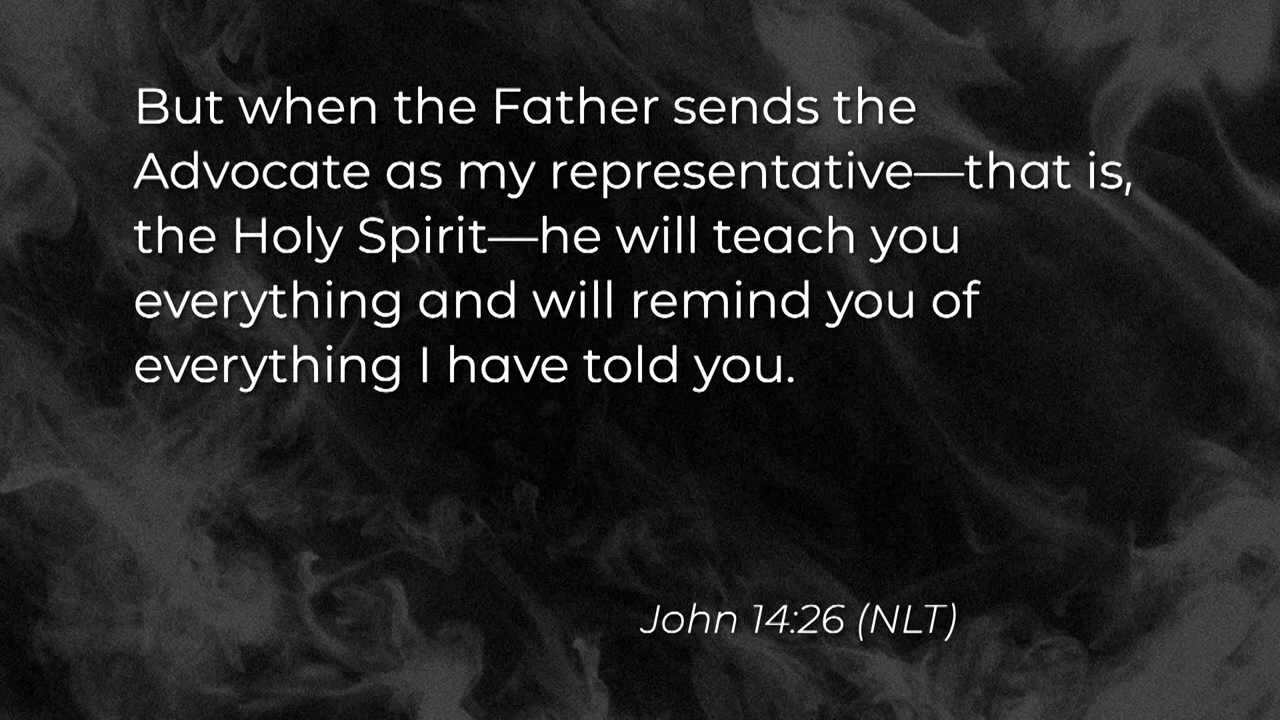 But when the Father sends the
Advocate as my representative—that is,
the Holy Spirit—he will teach you
everything and will remind you of
everything I have told you.
John 14:26 (NLT)